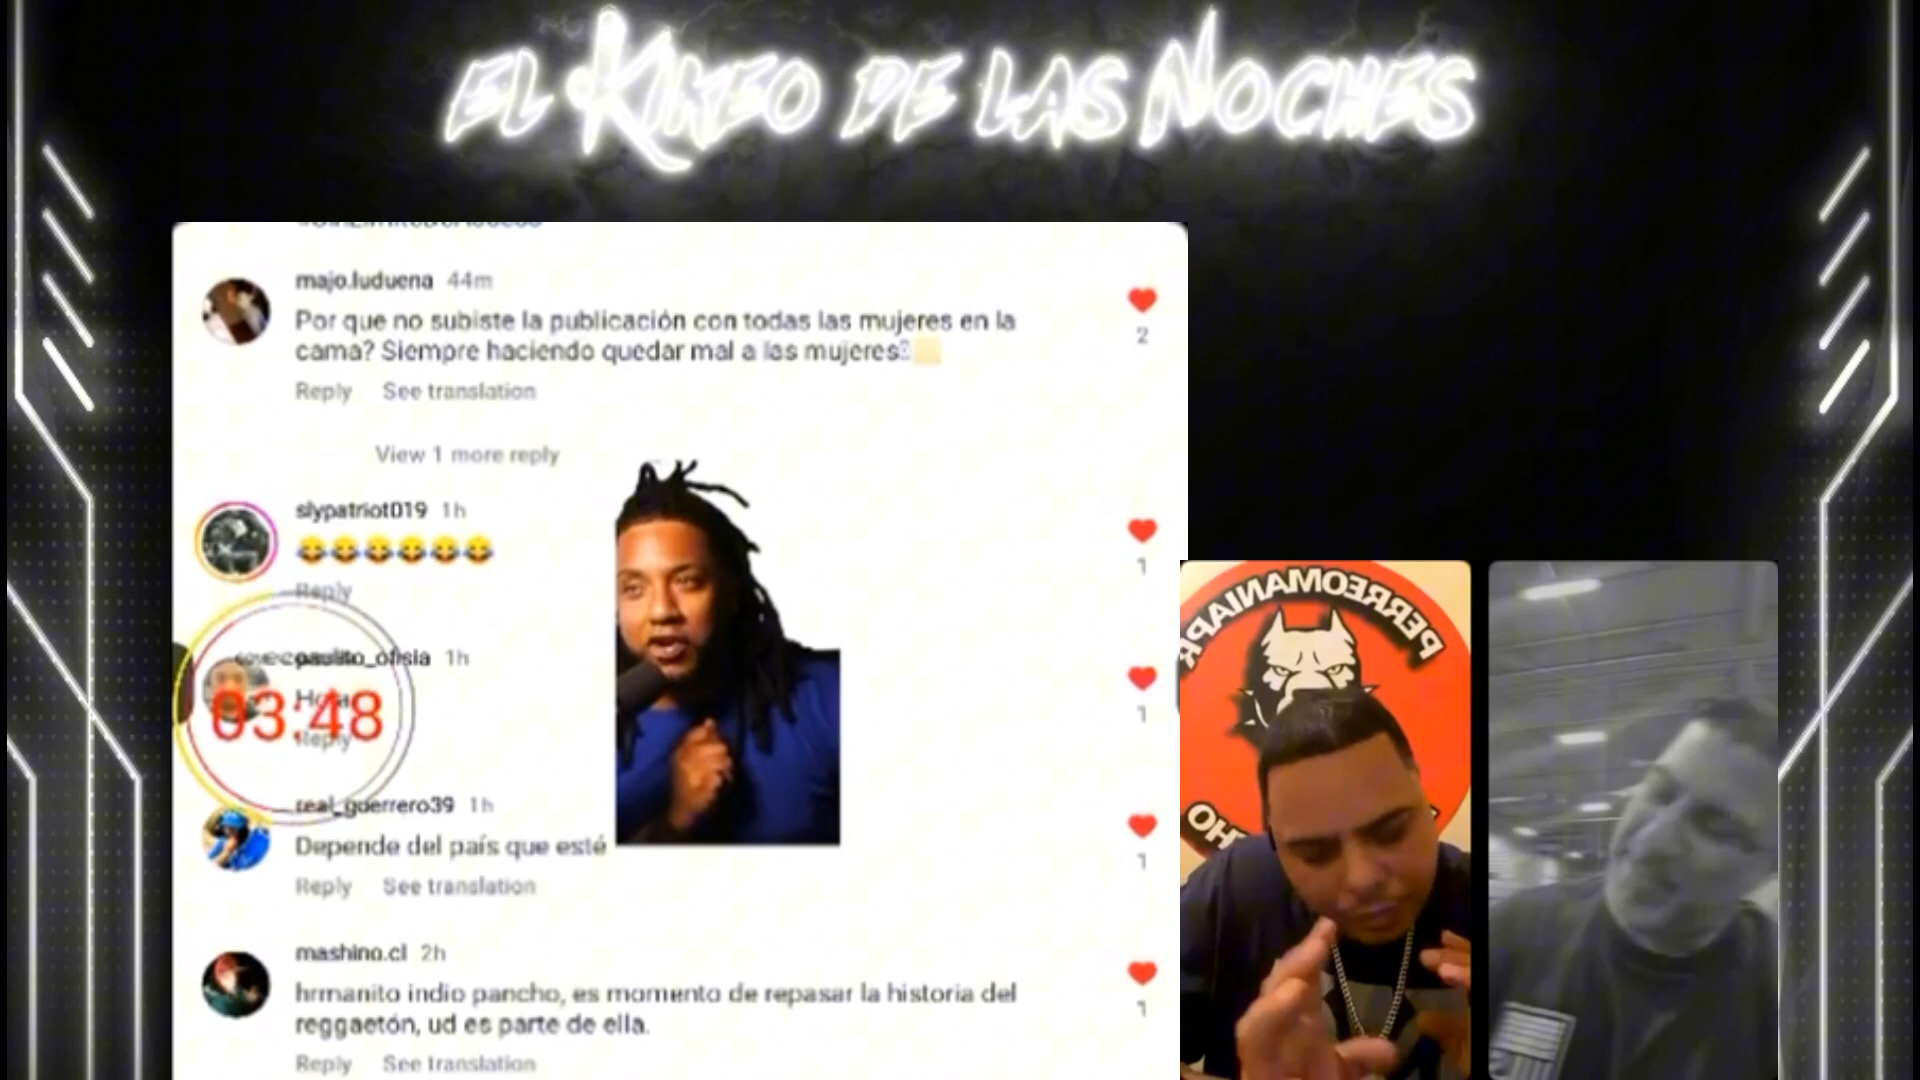 EL KIKEO DE LAS NOCHES
majo.luduena 44m
Por que no subiste la publicación con todas las mujeres en la
cama? Siempre haciendo quedar mal a las mujeres
2
Reply See translation
View 1 more reply
slypatriot019 1h
😂😂😂😂😂😂
1
Reply
paulito_ofisia 1h
03:48
1
Reply
real_guerrero39 1h
Depende del país que esté
1
Reply See translation
mashino.cl 2h
hrmanito indio pancho, es momento de repasar la historia del
reggaetón, ud es parte de ella.
1
Reply See translation
PERREOMANIAPR